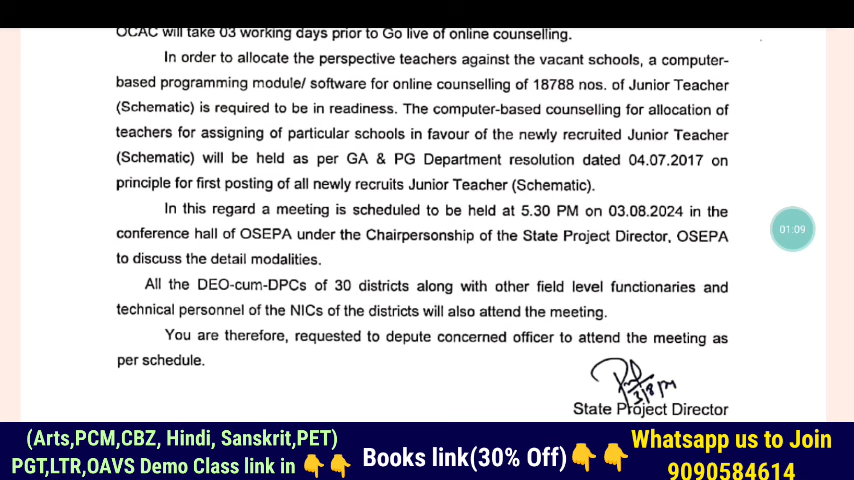 OCAC will take 03 working days prior to Go live of online counselling.
In order to allocate the perspective teachers against the vacant schools, a computer-
based programming module/ software for online counselling of 18788 nos. of Junior Teacher
(Schematic) is required to be in readiness. The computer-based counselling for allocation of
teachers for assigning of particular schools in favour of the newly recruited Junior Teacher
(Schematic) will be held as per GA & PG Department resolution dated 04.07.2017 on
principle for first posting of all newly recruits Junior Teacher (Schematic).
In this regard a meeting is scheduled to be held at 5.30 PM on 03.08.2024 in the
conference hall of OSEPA under the Chairpersonship of the State Project Director, OSEPA
to discuss the detail modalities.
All the DEO-cum-DPCs of 30 districts along with other field level functionaries and
technical personnel of the NICs of the districts will also attend the meeting.
You are therefore, requested to depute concerned officer to attend the meeting as
per schedule.
State Project Director
01:09
(Arts,PCM,CBZ, Hindi, Sanskrit,PET)
PGT,LTR,OAVS Demo Class link in 👇👇
Books link(30% Off)👇👇
Whatsapp us to Join
9090584614